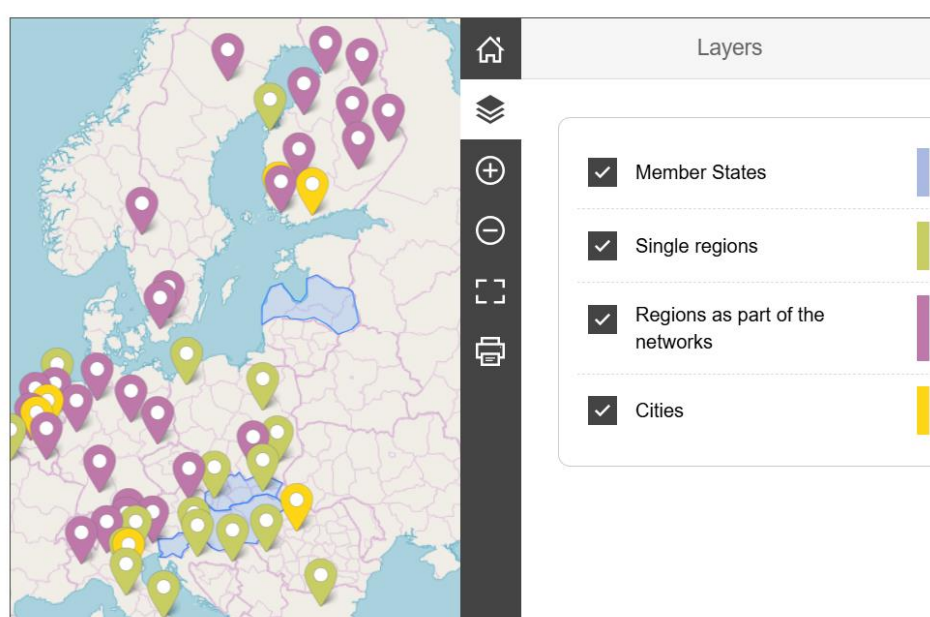 Layers
Member States
Single regions
Regions as part of the
networks
Cities